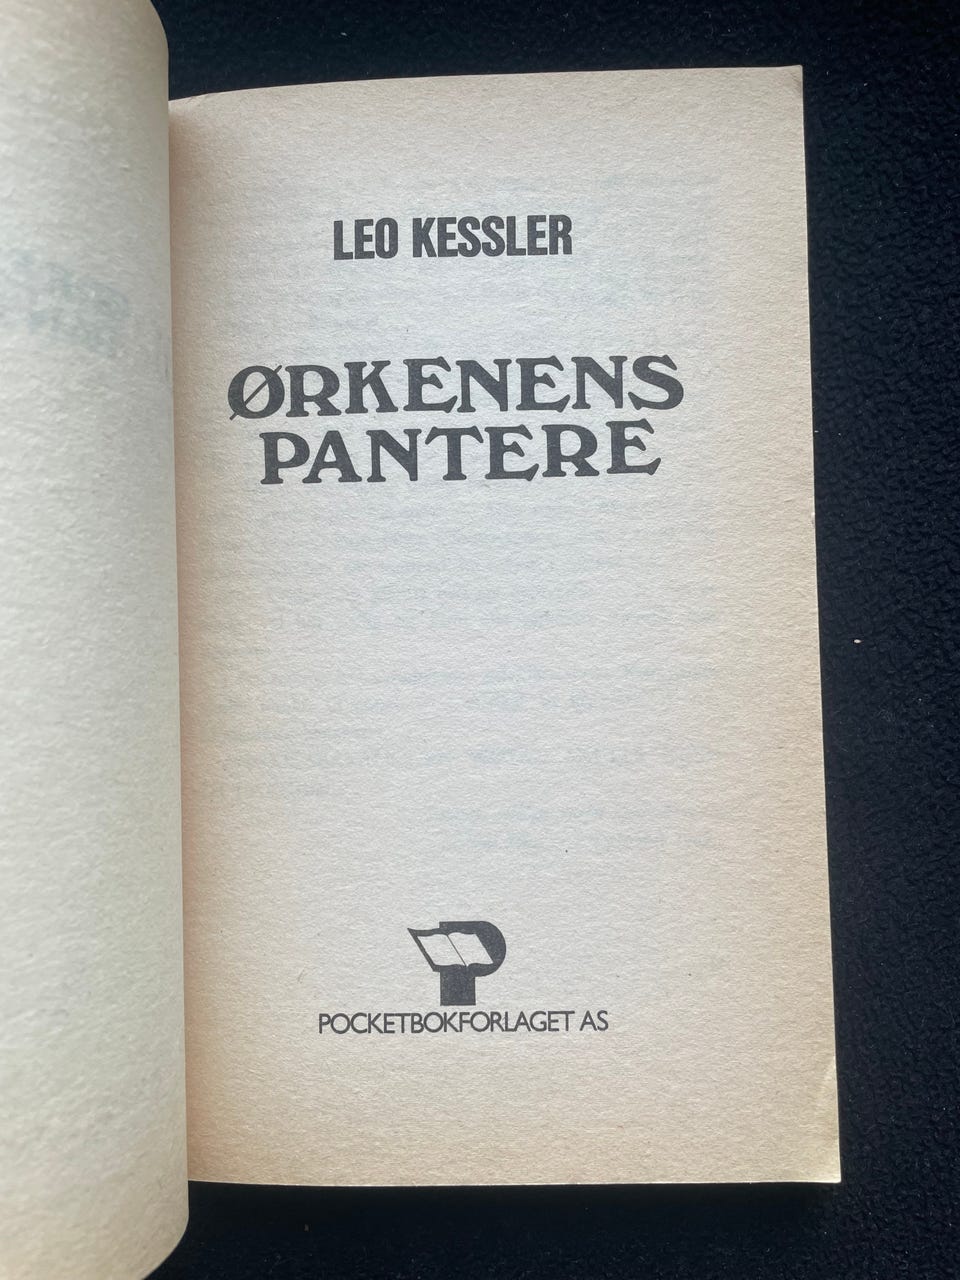 LEO KESSLER
ØRKENENS
PANTERE
POCKETBOKFORLAGET AS